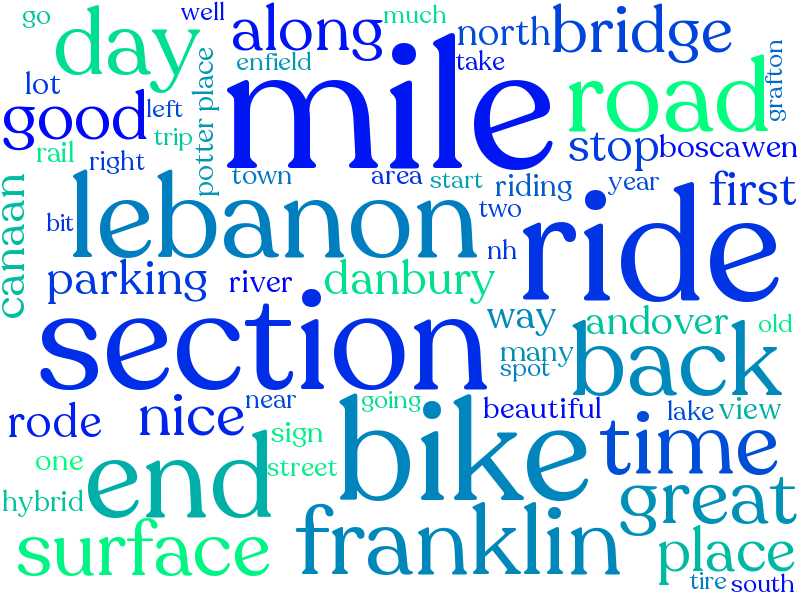 go
well
much
day
along
north
bridge
enfield
take
lot
good
left
potter place
mile
road
grafton
trip
rail
right
stop
boscawen
town
area
start
riding
year
first
canaan
bit
lebanon
two
ride
nh
parking
river
danbury
section
way
andover
old
many
spot
back
rode
nice
near
going
beautiful
lake
view
one
sign
street
bike
time
hybrid
end
great
surface
franklin
place
tire
south